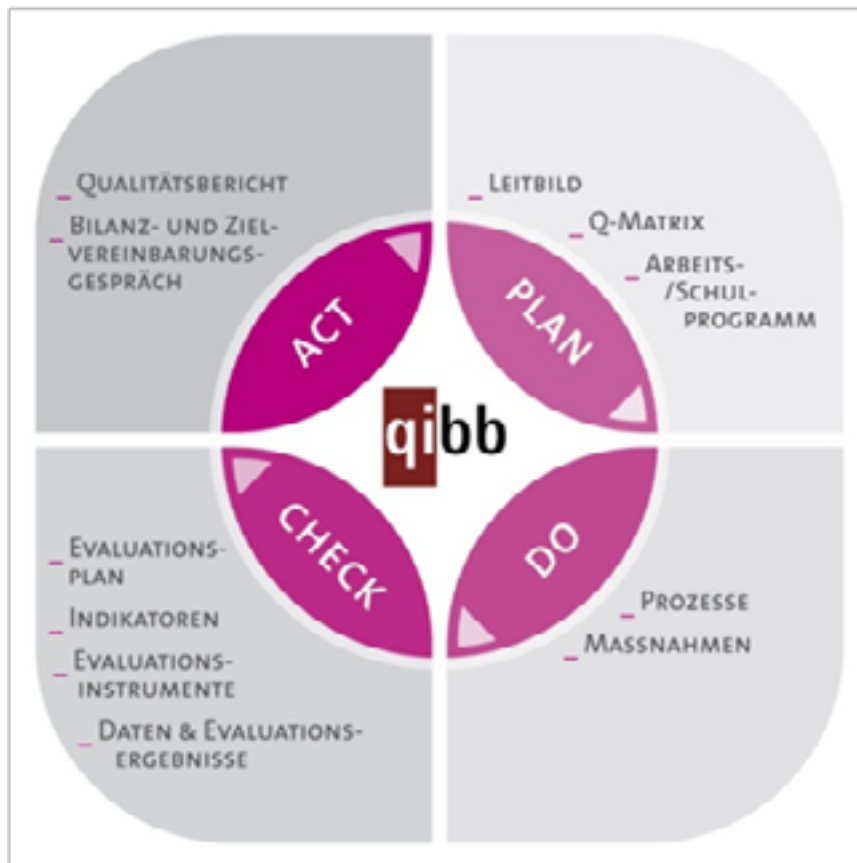 QUALITÄTSBERICHT
BILANZ- UND ZIEL-
VEREINBARUNGS-
GESPRÄCH
ACT
LEITBILD
Q-MATRIX
ARBEITS-
/SCHUL-
PROGRAMM
PLAN
qibb
EVALUATIONS-
PLAN
INDIKATOREN
EVALUATIONS-
INSTRUMENTE
DATEN & EVALUATIONS-
ERGEBNISSE
CHECK
DO
PROZESSE
MASSNAHMEN